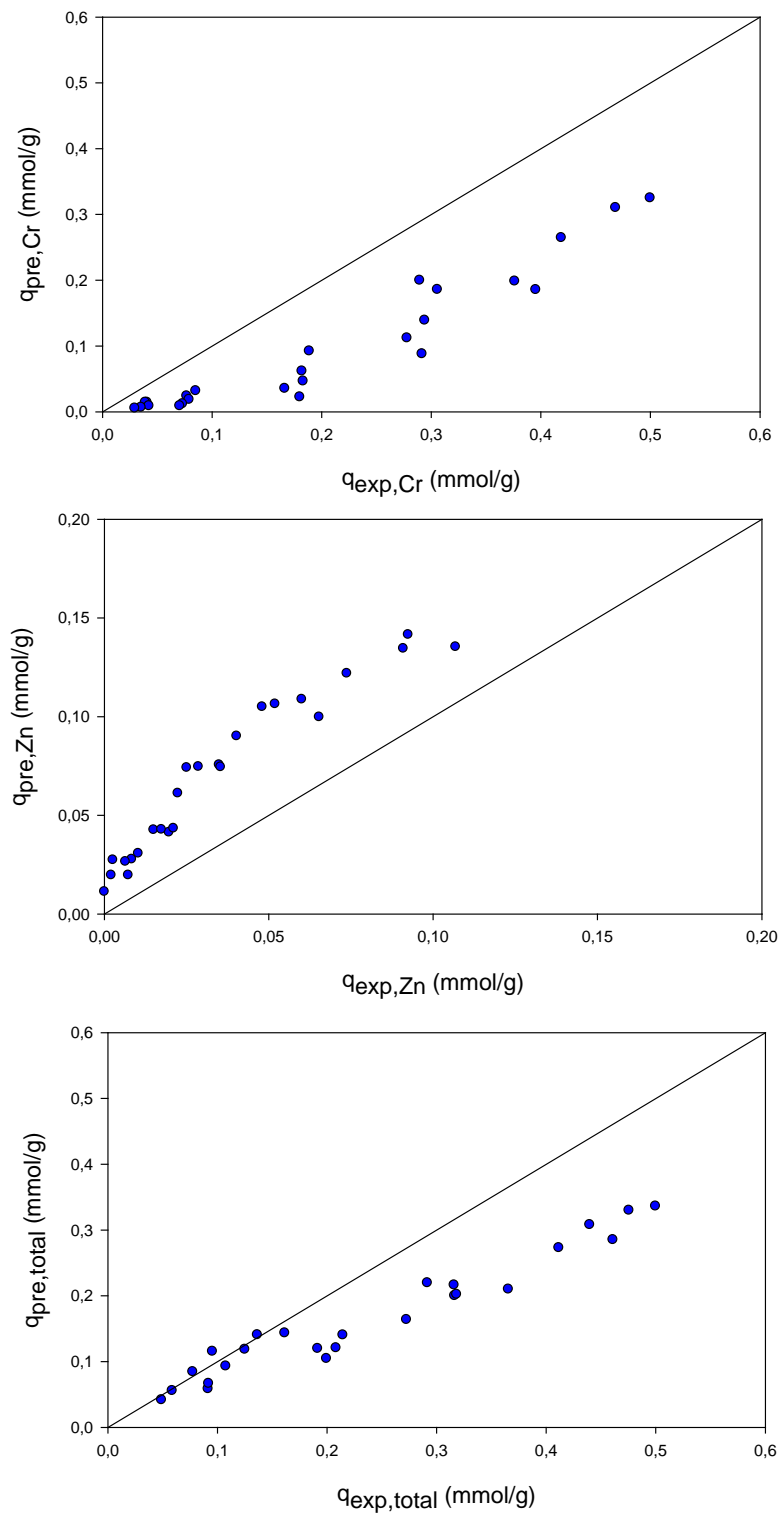 0,6
0,5
0,4
0,3
0,2
0,1
0,0
qpre,Cr (mmol/g)
0,0 0,1 0,2 0,3 0,4 0,5 0,6
qexp,Cr (mmol/g)
0,20
0,15
0,10
0,05
0,00
qpre,Zn (mmol/g)
0,00 0,05 0,10 0,15 0,20
qexp,Zn (mmol/g)
0,6
0,5
0,4
0,3
0,2
0,1
0,0
qpre,total (mmol/g)
0,0 0,1 0,2 0,3 0,4 0,5 0,6
qexp,total (mmol/g)